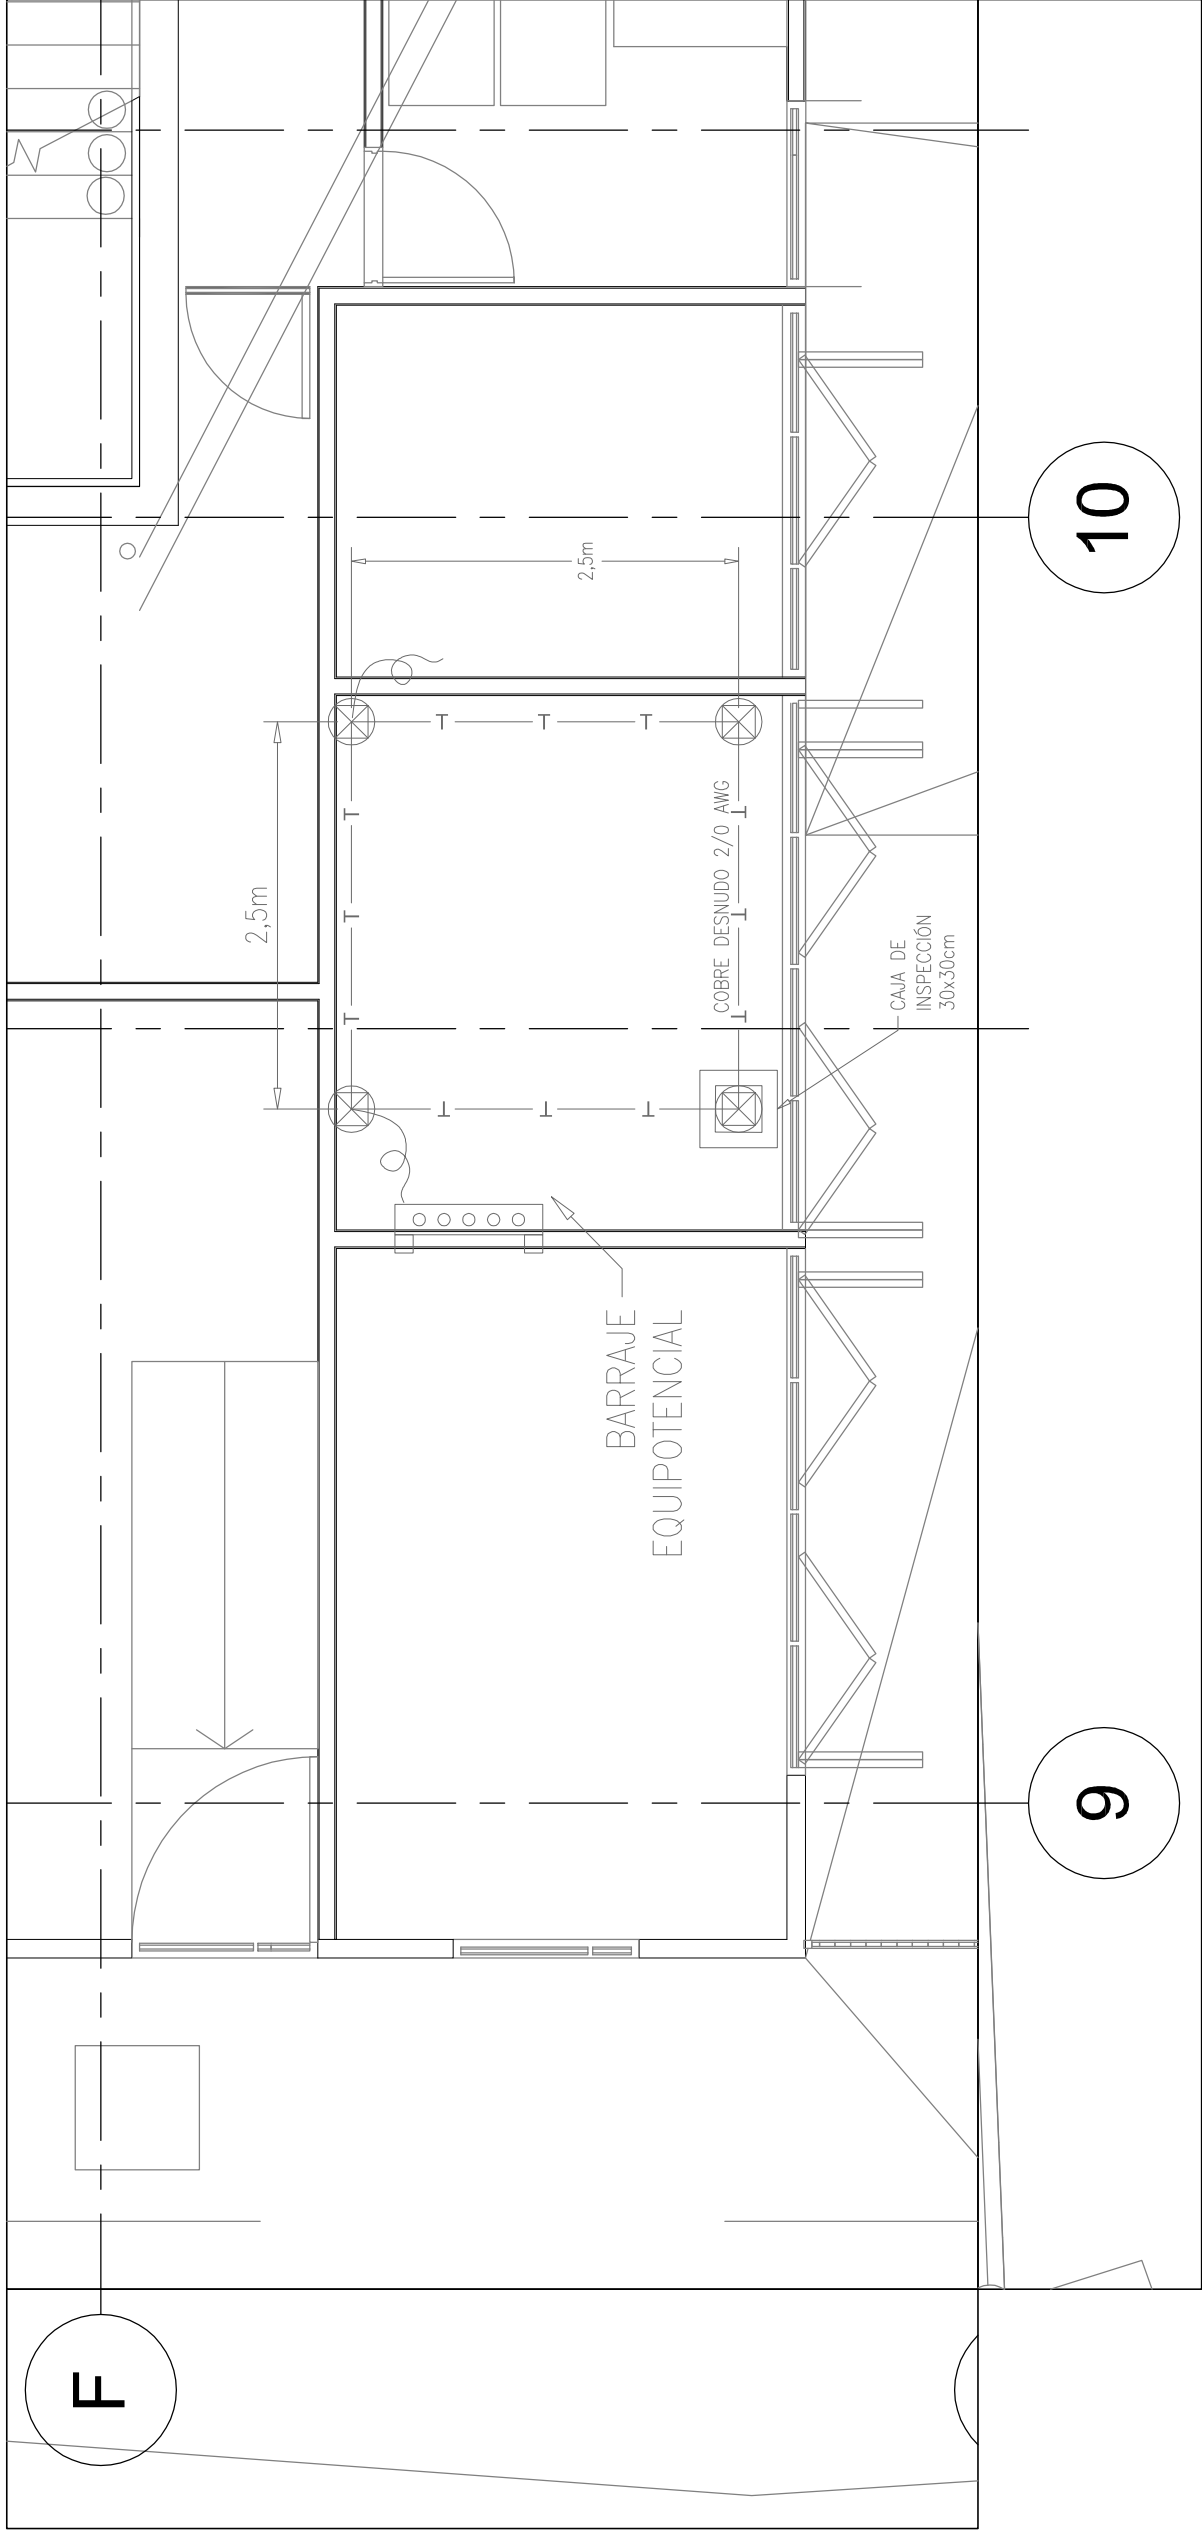 F
2,5m
2,5m
T T T
T T T
T T T
T T T
COBRE DESNUDO 2/0 AWG
CAJA DE
INSPECCIÓN
30x30cm
BARRAJE
EQUIPOTENCIAL
9
10